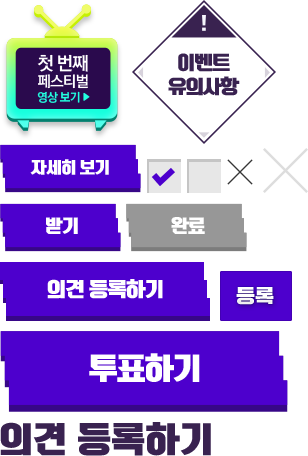 첫 번째
페스티벌
영상 보기
!
이벤트
유의사항
자세히 보기
받기
완료
의견 등록하기
등록
투표하기
의견 등록하기